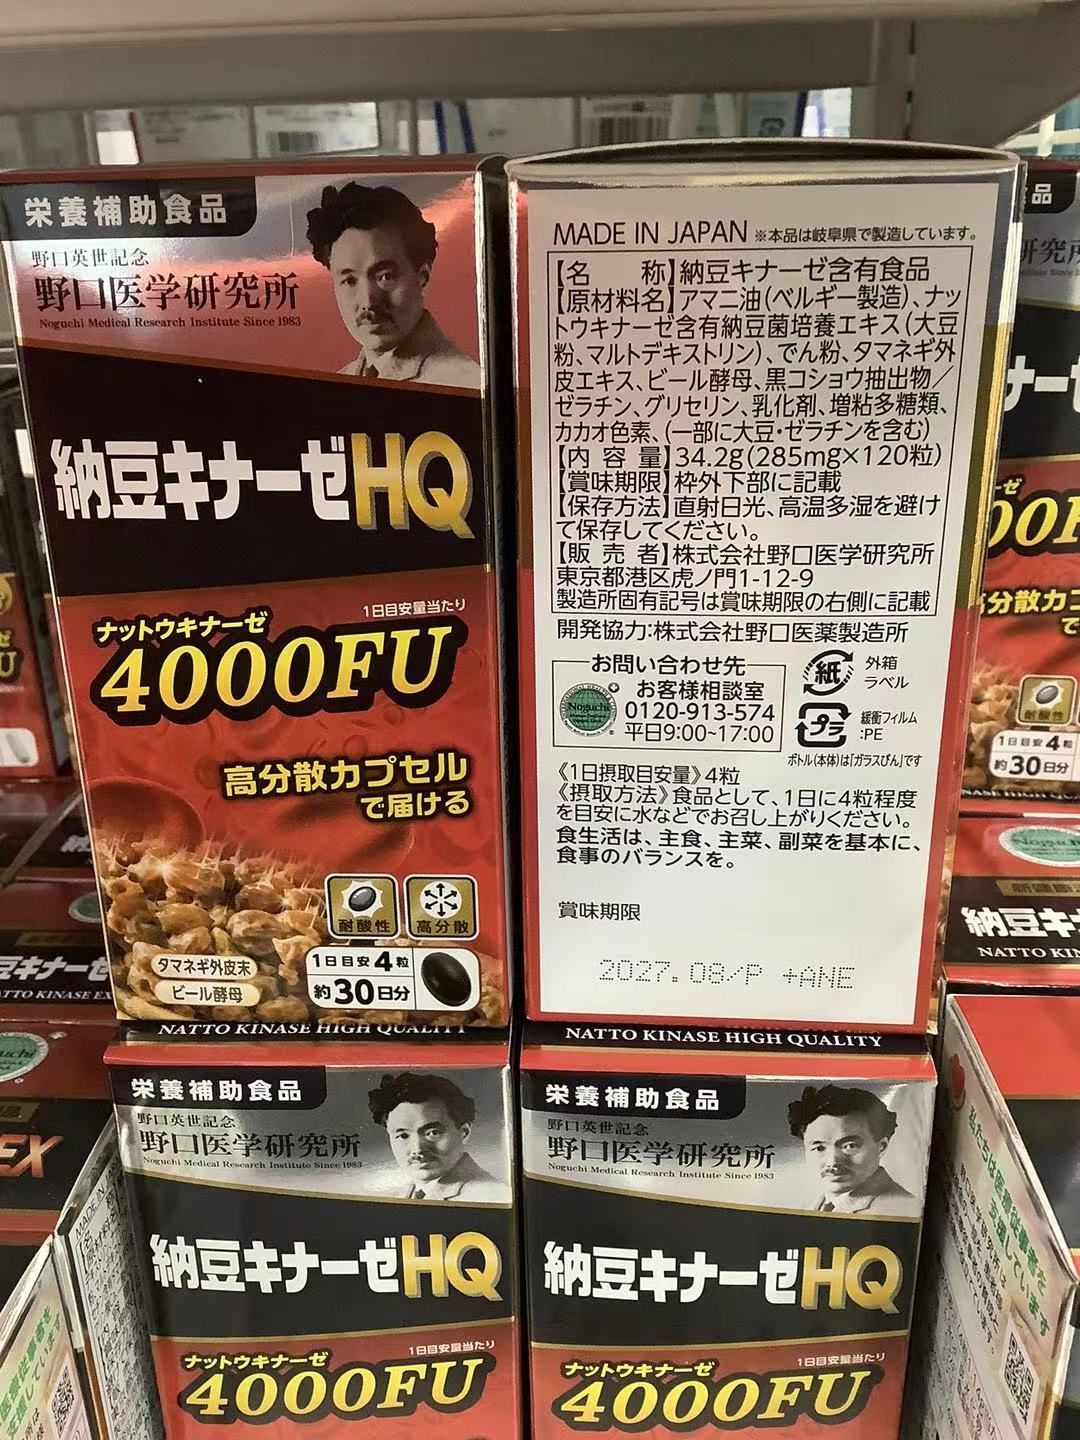 栄養補助食品
野口英世記念
野口医学研究所
Noguchi Medical Research Institute Since 1983
納豆キナーゼHQ
1日目安量当たり
ナットウキナーゼ
4000FU
高分散カプセル
で届ける
耐酸性
高分散
タマネギ外皮末
ビール酵母
1日目安4粒
約30日分
MADE IN JAPAN ※本品は岐阜県で製造しています。
【名 称】納豆キナーゼ含有食品
【原材料名】アマニ油(ベルギー製造)、ナッ
トウキナーゼ含有納豆菌培養エキス(大豆
粉、マルトデキストリン)、でん粉、タマネギ外
皮エキス、ビール酵母、黒コショウ抽出物/
ゼラチン、グリセリン、乳化剤、増粘多糖類、
カカオ色素、(一部に大豆・ゼラチンを含む)
【内 容 量】34.2g(285mg×120粒)
【賞味期限】枠外下部に記載
【保存方法】直射日光、高温多湿を避け
て保存してください。
【販 売 者】株式会社野口医学研究所
東京都港区虎ノ門1-12-9
製造所固有記号は賞味期限の右側に記載
開発協力:株式会社野口医薬製造所
お問い合わせ先
Noguchi
お客様相談室
0120-913-574
平日9:00~17:00
紙
外箱
ラベル
プラ
緩衝フィルム
:PE
ボトル(本体)は「ガラスびん」です
《1日摂取目安量》4粒
《摂取方法》食品として、1日に4粒程度
を目安に水などでお召し上がりください。
食生活は、主食、主菜、副菜を基本に、
食事のバランスを。
賞味期限
2027.08/P +ANE
NATTO KINASE HIGH QUALITY
栄養補助食品
野口英世記念
野口医学研究所
Noguchi Medical Research Institute Since 1983
納豆キナーゼHQ
1日目安量当たり
ナットウキナーゼ
4000FU
NATTO KINASE HIGH QUALITY
栄養補助食品
野口英世記念
野口医学研究所
Noguchi Medical Research Institute Since 1983
納豆キナーゼHQ
1日目安量当たり
ナットウキナーゼ
4000FU
耐酸性
1日目安4粒
約30日分
Noguchi
納豆キ
NATTO KIN
EX